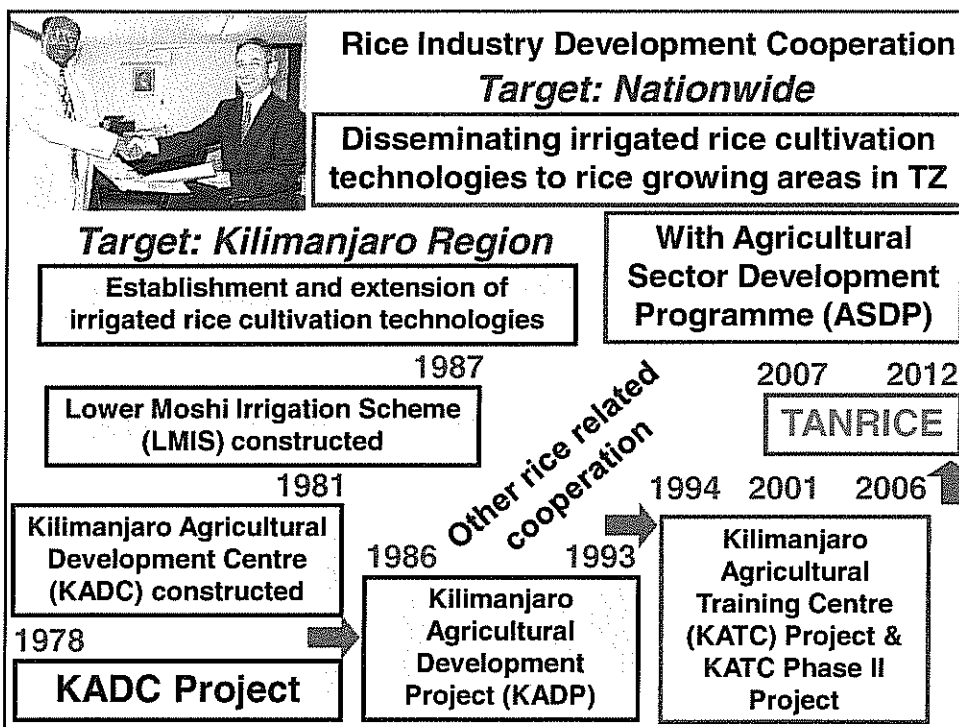 Rice Industry Development Cooperation
Target: Nationwide
Disseminating irrigated rice cultivation
technologies to rice growing areas in TZ
Target: Kilimanjaro Region
Establishment and extension of
irrigated rice cultivation technologies
With Agricultural
Sector Development
Programme (ASDP)
1987
Lower Moshi Irrigation Scheme
(LMIS) constructed
2007 2012
TANRICE
Other rice related
cooperation
1981
Kilimanjaro Agricultural
Development Centre
(KADC) constructed
1986 1993
Kilimanjaro
Agricultural
Development
Project (KADP)
1994 2001 2006
Kilimanjaro
Agricultural
Training Centre
(KATC) Project &
KATC Phase II
Project
1978
KADC Project